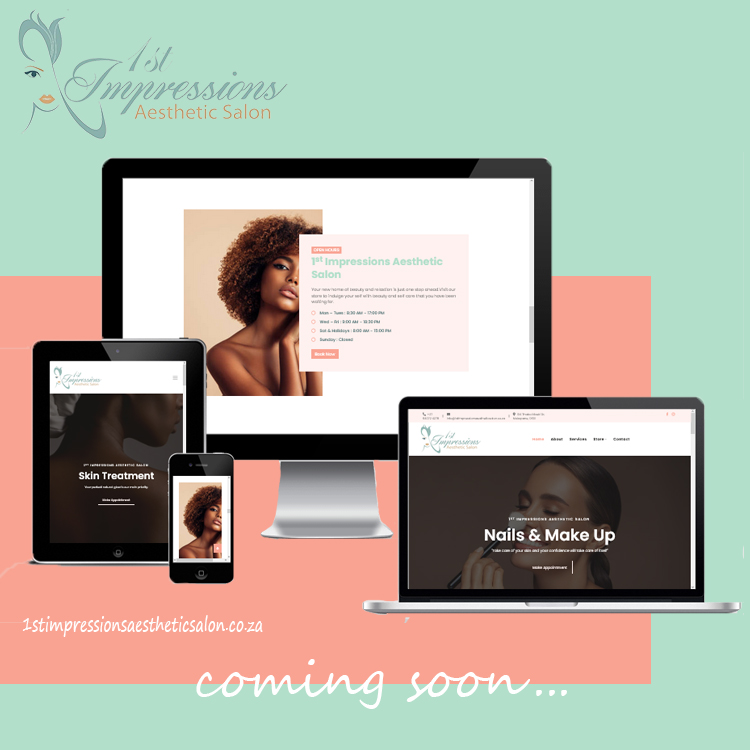 1st
Impressions
Aesthetic Salon
OPEN HOURS
1st Impressions Aesthetic
Salon
Your new home of beauty and relaxation is just one step ahead.Visit our
store to indulge your self with beauty and self care that you have been
waiting for.
Mon – Tues : 8:30 AM – 17:00 PM
Wed – Fri : 8:00 AM – 18:30 PM
Sat & Holidays : 9:00 AM – 15:00 PM
Sunday : Closed
Book Now
1st
Impressions
Aesthetic Salon
1ST IMPRESSIONS AESTHETIC SALON
Skin Treatment
Make Appointment
1st
Impressions
Aesthetic Salon
Home About Services Store Contact
1ST IMPRESSIONS AESTHETIC SALON
Nails & Make Up
"Take care of your skin and your confidence will take care of itself"
Make appointment
1stimpressionsaestheticsalon.co.za
coming soon...